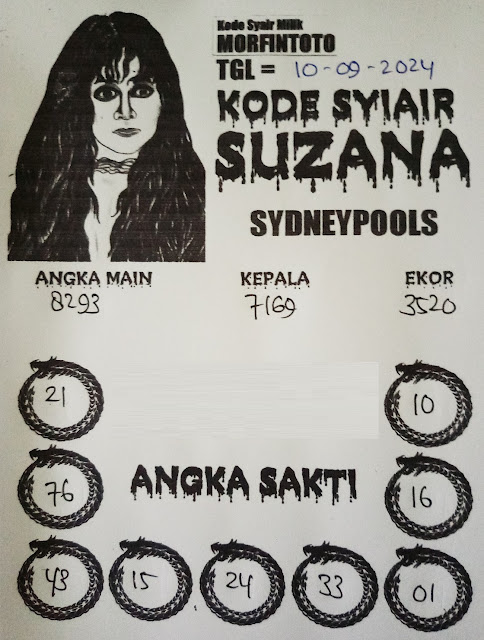 Kode Syair Milik
MORFINTOTO
TGL = 10-09-2024
KODE SYIAIR
SUZANA
SYDNEYPOOLS
ANGKA MAIN KEPALA EKOR
8293 7169 3520
21 10
76 ANGKA SAKTI 16
43 15 24 33 01